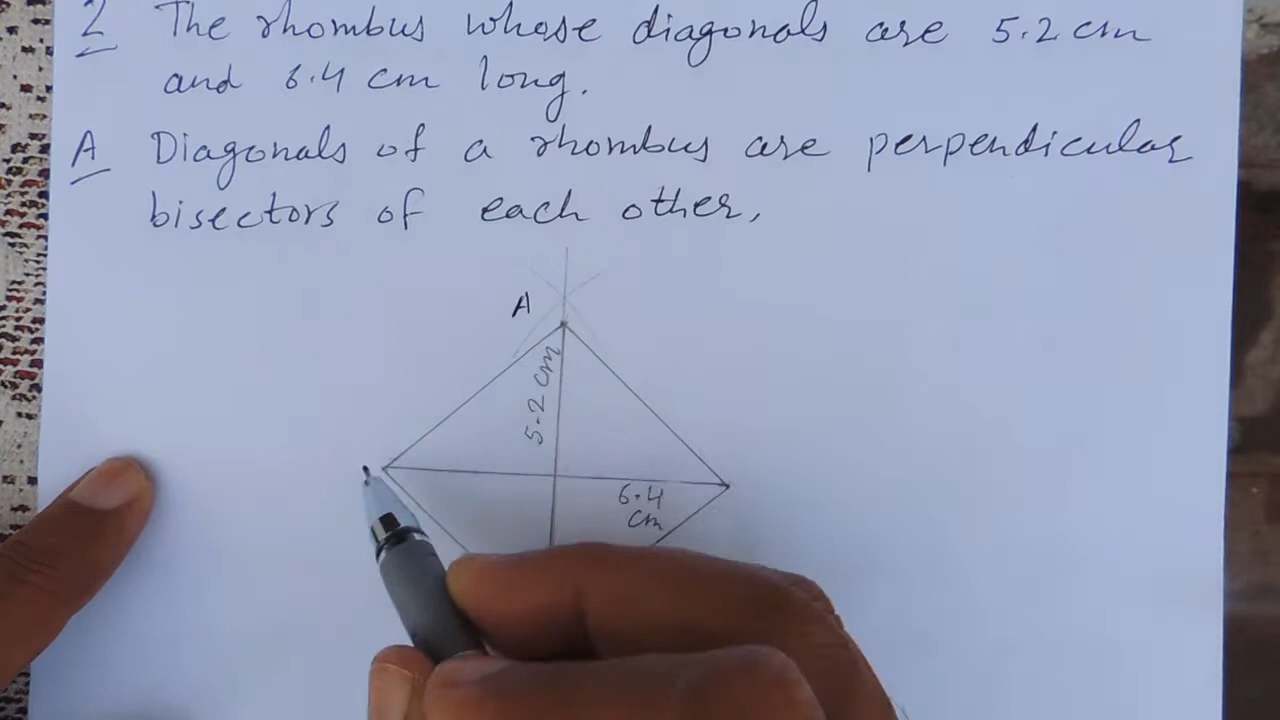 2 The rhombus whose diagonals are 5.2 cm
and 6.4 cm long.
A Diagonals of a rhombus are perpendicular
bisectors of each other,
A
5.2 cm
6.4
cm